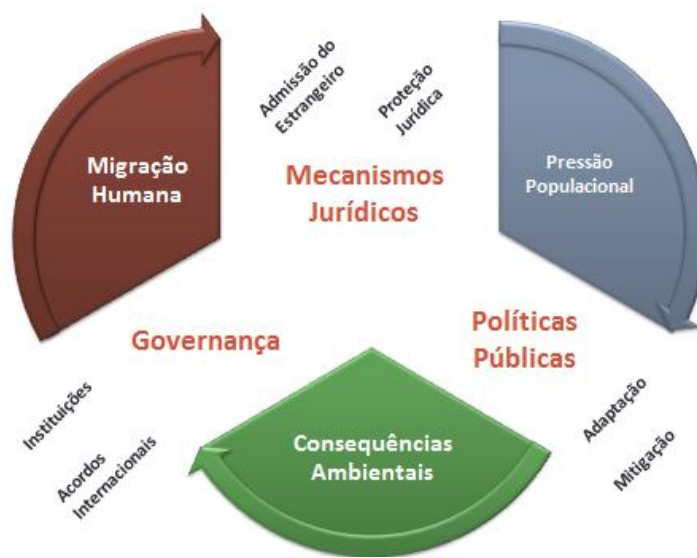 Admissão do
Estrangeiro
Proteção
Jurídica
Migração
Humana
Mecanismos
Jurídicos
Pressão
Populacional
Governança
Políticas
Públicas
Instituições
Acordos
Internacionais
Consequências
Ambientais
Adaptação
Mitigação